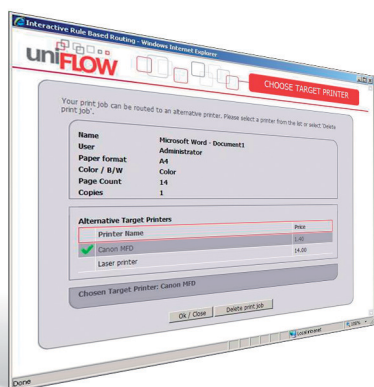 Interactive Rule Based Routing - Windows Internet Explorer
uniFLOW
CHOOSE TARGET PRINTER
Your print job can be routed to an alternative printer. Please select a printer from the list or select 'Delete
print job'.
Name Microsoft Word - Document1
User Administrator
Paper format A4
Color / B/W Color
Page Count 14
Copies 1
Alternative Target Printers
Printer Name Price
Canon MFD 1.40
Laser printer 14.00
Chosen Target Printer: Canon MFD
Ok / Close Delete print job
Done Local intranet